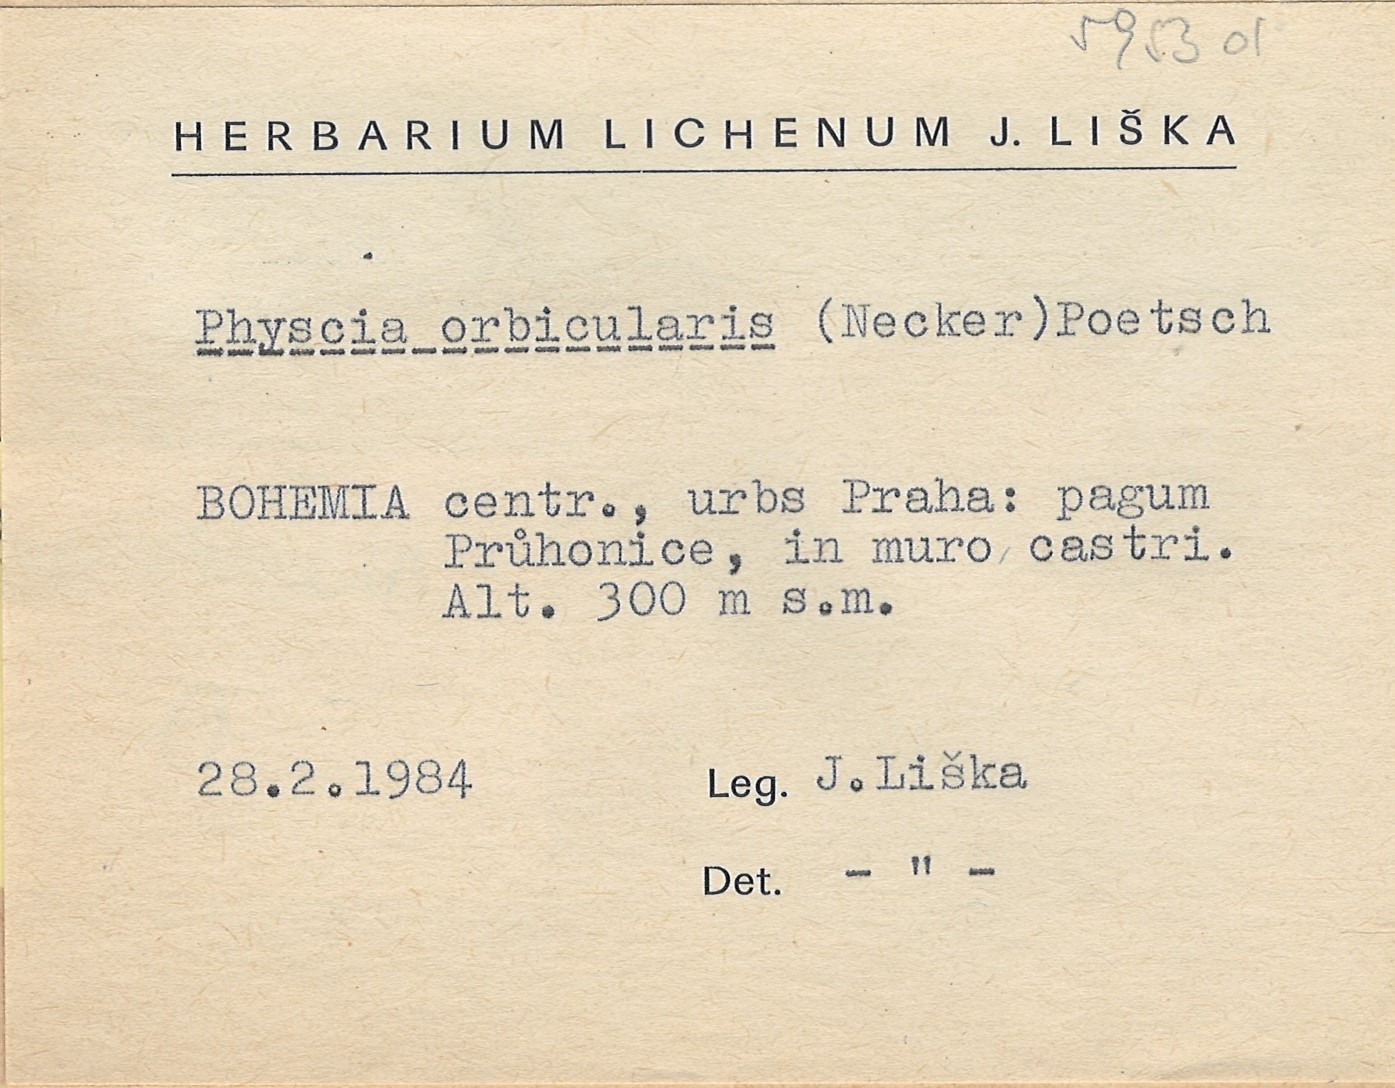 5953 d
HERBARIUM LICHENUM J. LIŠKA
Physcia orbicularis (Necker)Poetsch
BOHEMIA centr., urbs Praha: pagum
Průhonice, in muro castri.
Alt. 300 m s.m.
28.2.1984 Leg. J.Liška
Det. - " -